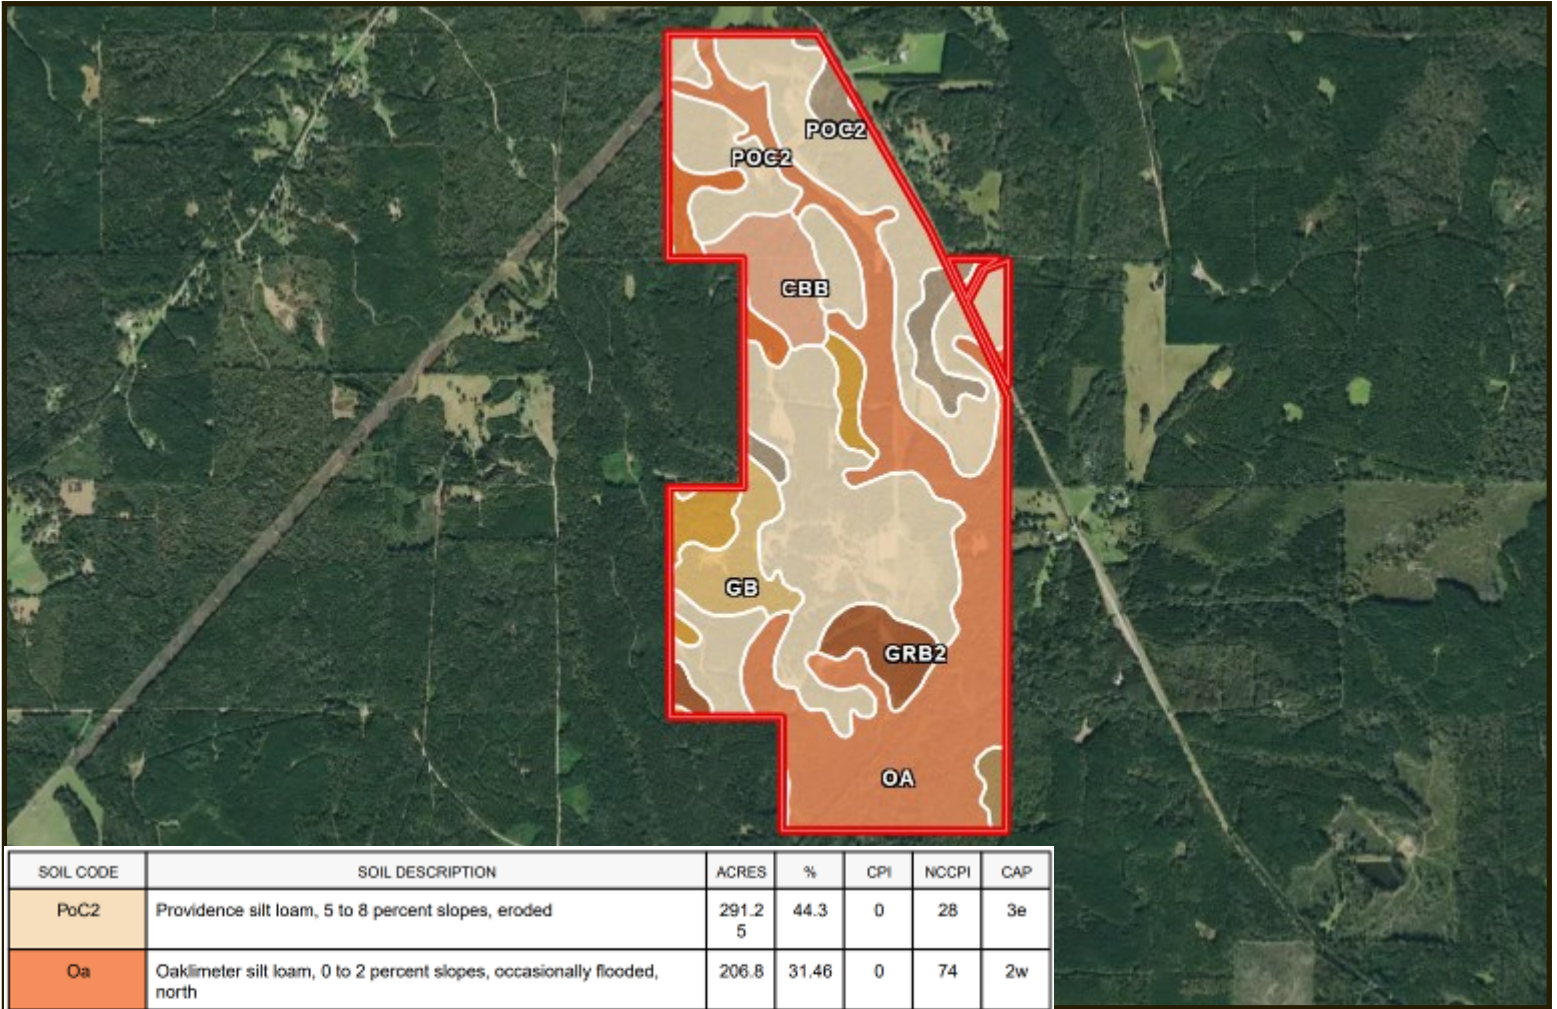 POC2
POC2
CBB
GB
GRB2
OA
SOIL CODE SOIL DESCRIPTION ACRES % CPI NCCPI CAP
PoC2 Providence silt loam, 5 to 8 percent slopes, eroded 291.2 44.3 0 28 3e
5
Oa Oaklimeter silt loam, 0 to 2 percent slopes, occasionally flooded, 206.8 31.46 0 74 2w
north